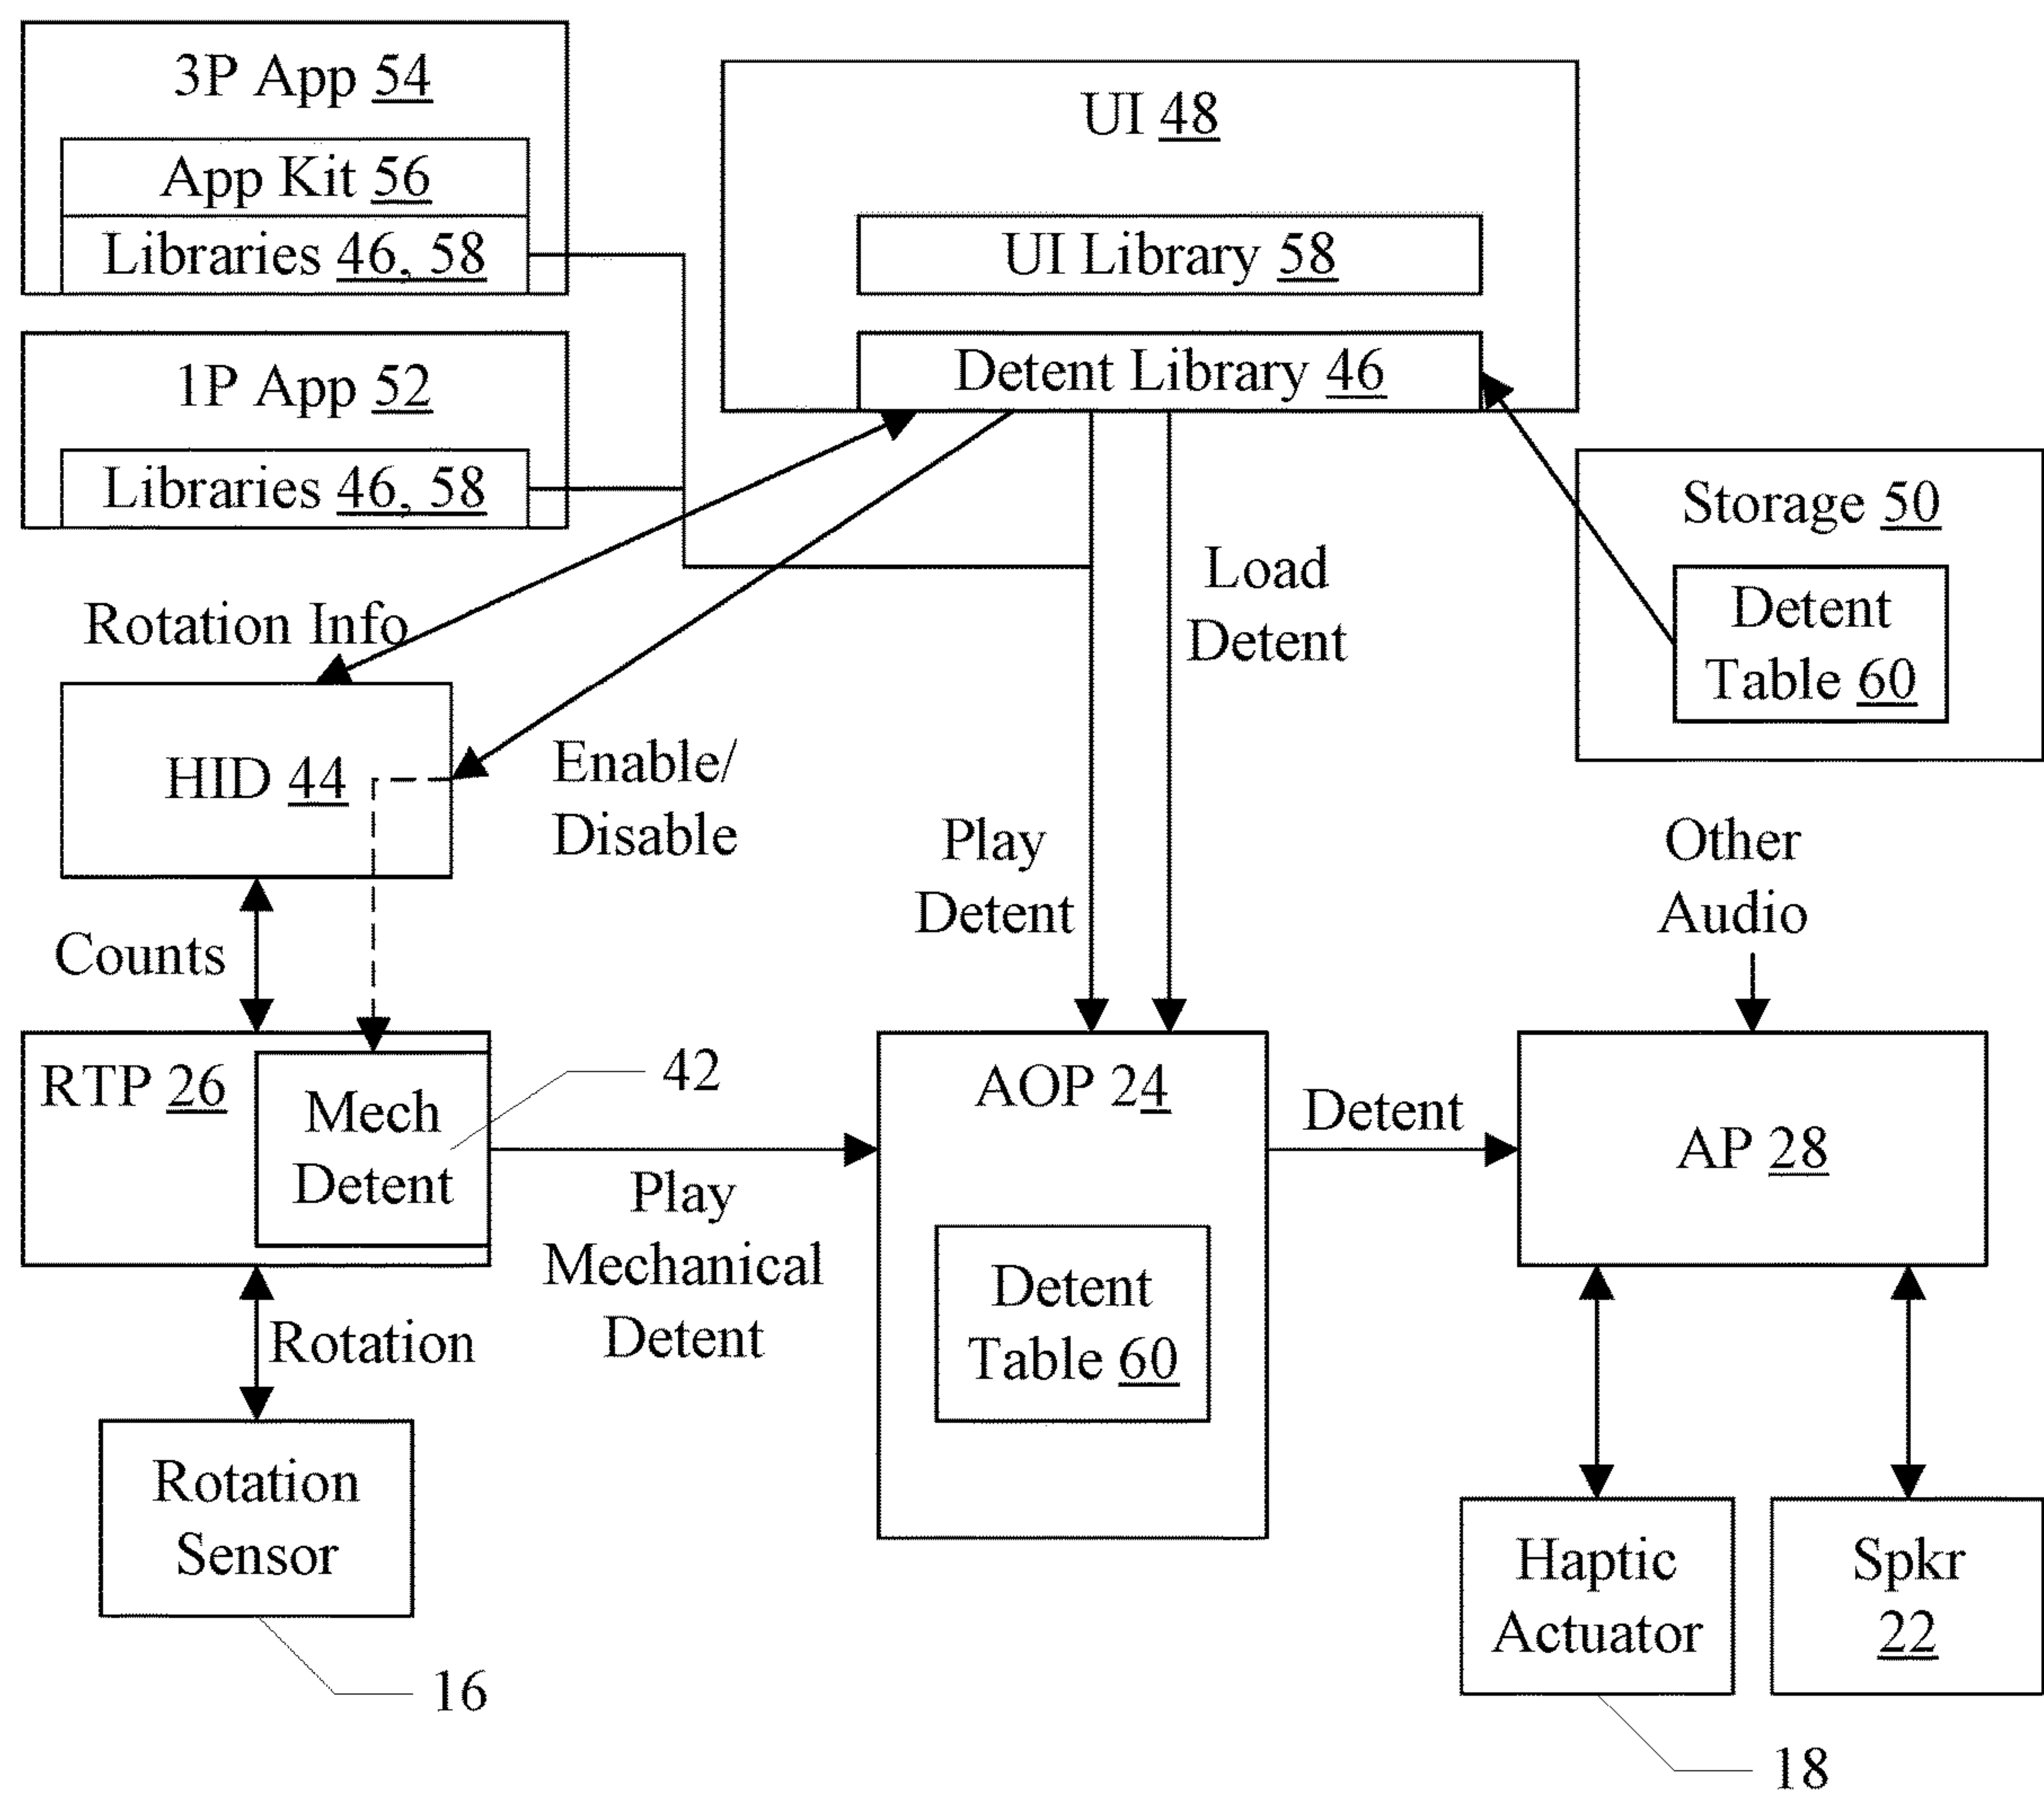 3P App 54
App Kit 56
Libraries 46, 58
UI 48
UI Library 58
Detent Library 46
1P App 52
Libraries 46, 58
Storage 50
Detent
Table 60
Load
Detent
Rotation Info
HID 44
Enable/
Disable
Play
Detent
Other
Audio
Counts
RTP 26
Mech
Detent
42
Play
Mechanical
Detent
AOP 24
Detent
Table 60
Detent
AP 28
Rotation
Rotation
Sensor
16
Haptic
Actuator
18
Spkr
22